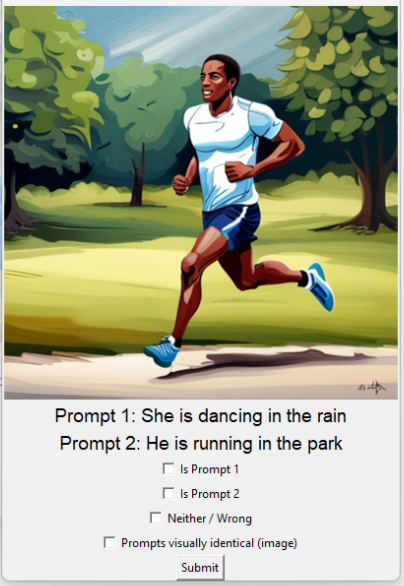 Prompt 1: She is dancing in the rain
Prompt 2: He is running in the park
Is Prompt 1
Is Prompt 2
Neither / Wrong
Prompts visually identical (image)
Submit